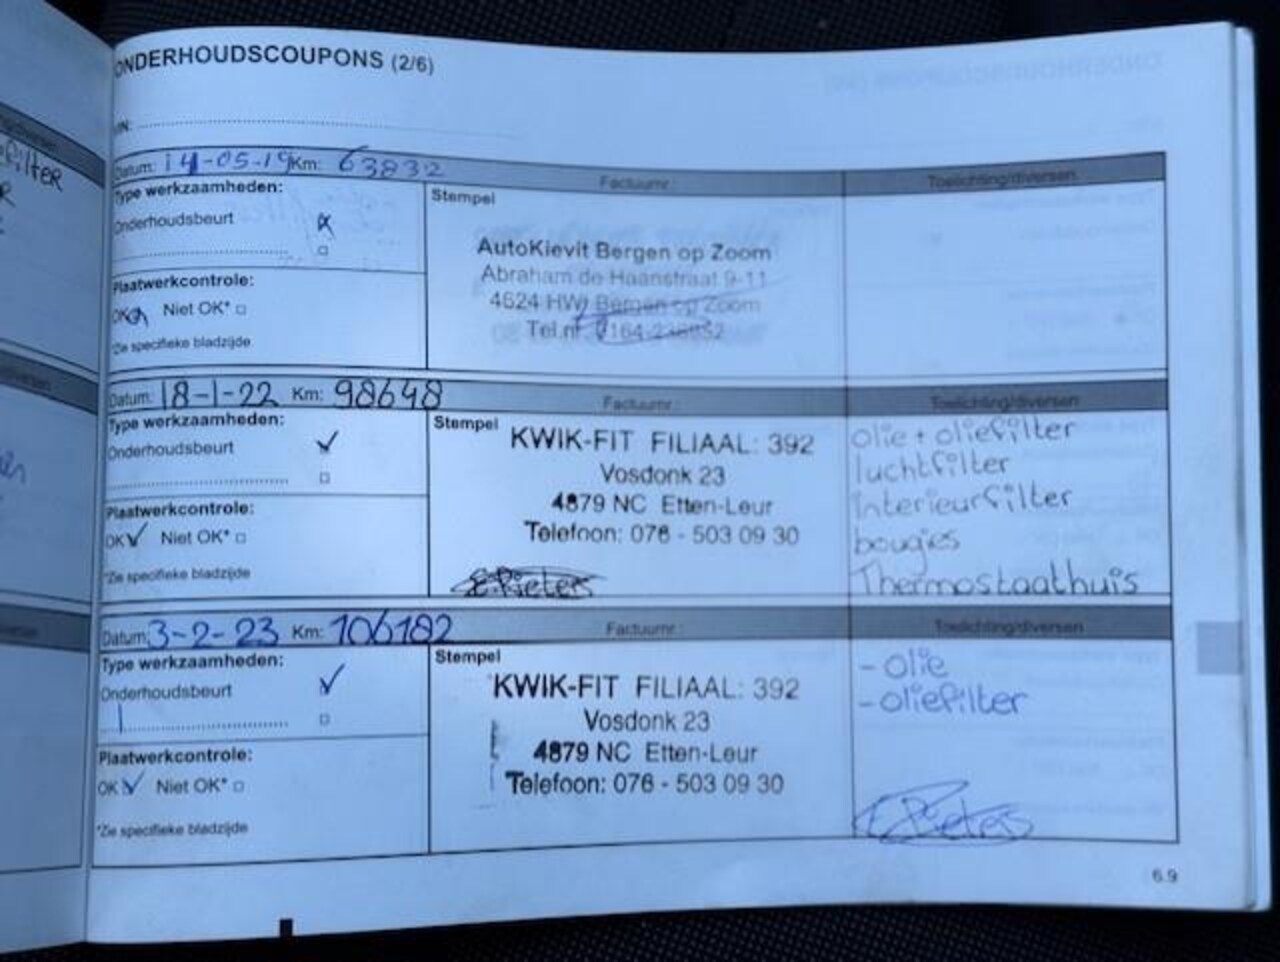 ONDERHOUDSCOUPONS (2/6)
Datum: 14-05-19 Km: 63832 Factuurnr.: Toelichting/diversen
Type werkzaamheden:
Stempel
Onderhoudsbeurt
AutoKievit Bergen op Zoom
Abraham de Haanstraat 9-11
Plaatwerkcontrole:
4624 HW Bergen op Zoom
OK Niet OK*
Tel.nr. 0164-238952
*Zie specifieke bladzijde
Datum: 18-1-22 Km: 98648 Factuurnr.: Toelichting/diversen
Type werkzaamheden:
Stempel
Onderhoudsbeurt ✓
KWIK-FIT FILIAAL: 392
Vosdonk 23
4879 NC Etten-Leur
Telefoon: 076 - 503 09 30
olie + oliefilter
luchtfilter
interieurfilter
bougies
Thermostaathuis
Plaatwerkcontrole:
OK ✓ Niet OK*
*Zie specifieke bladzijde
E.Pieters
Datum: 3-2-23 Km: 106182 Factuurnr.: Toelichting/diversen
Type werkzaamheden:
Stempel
Onderhoudsbeurt ✓
KWIK-FIT FILIAAL: 392
Vosdonk 23
4879 NC Etten-Leur
Telefoon: 076 - 503 09 30
- olie
- oliefilter
Plaatwerkcontrole:
OK ✓ Niet OK*
*Zie specifieke bladzijde
E.Pieters
6.9